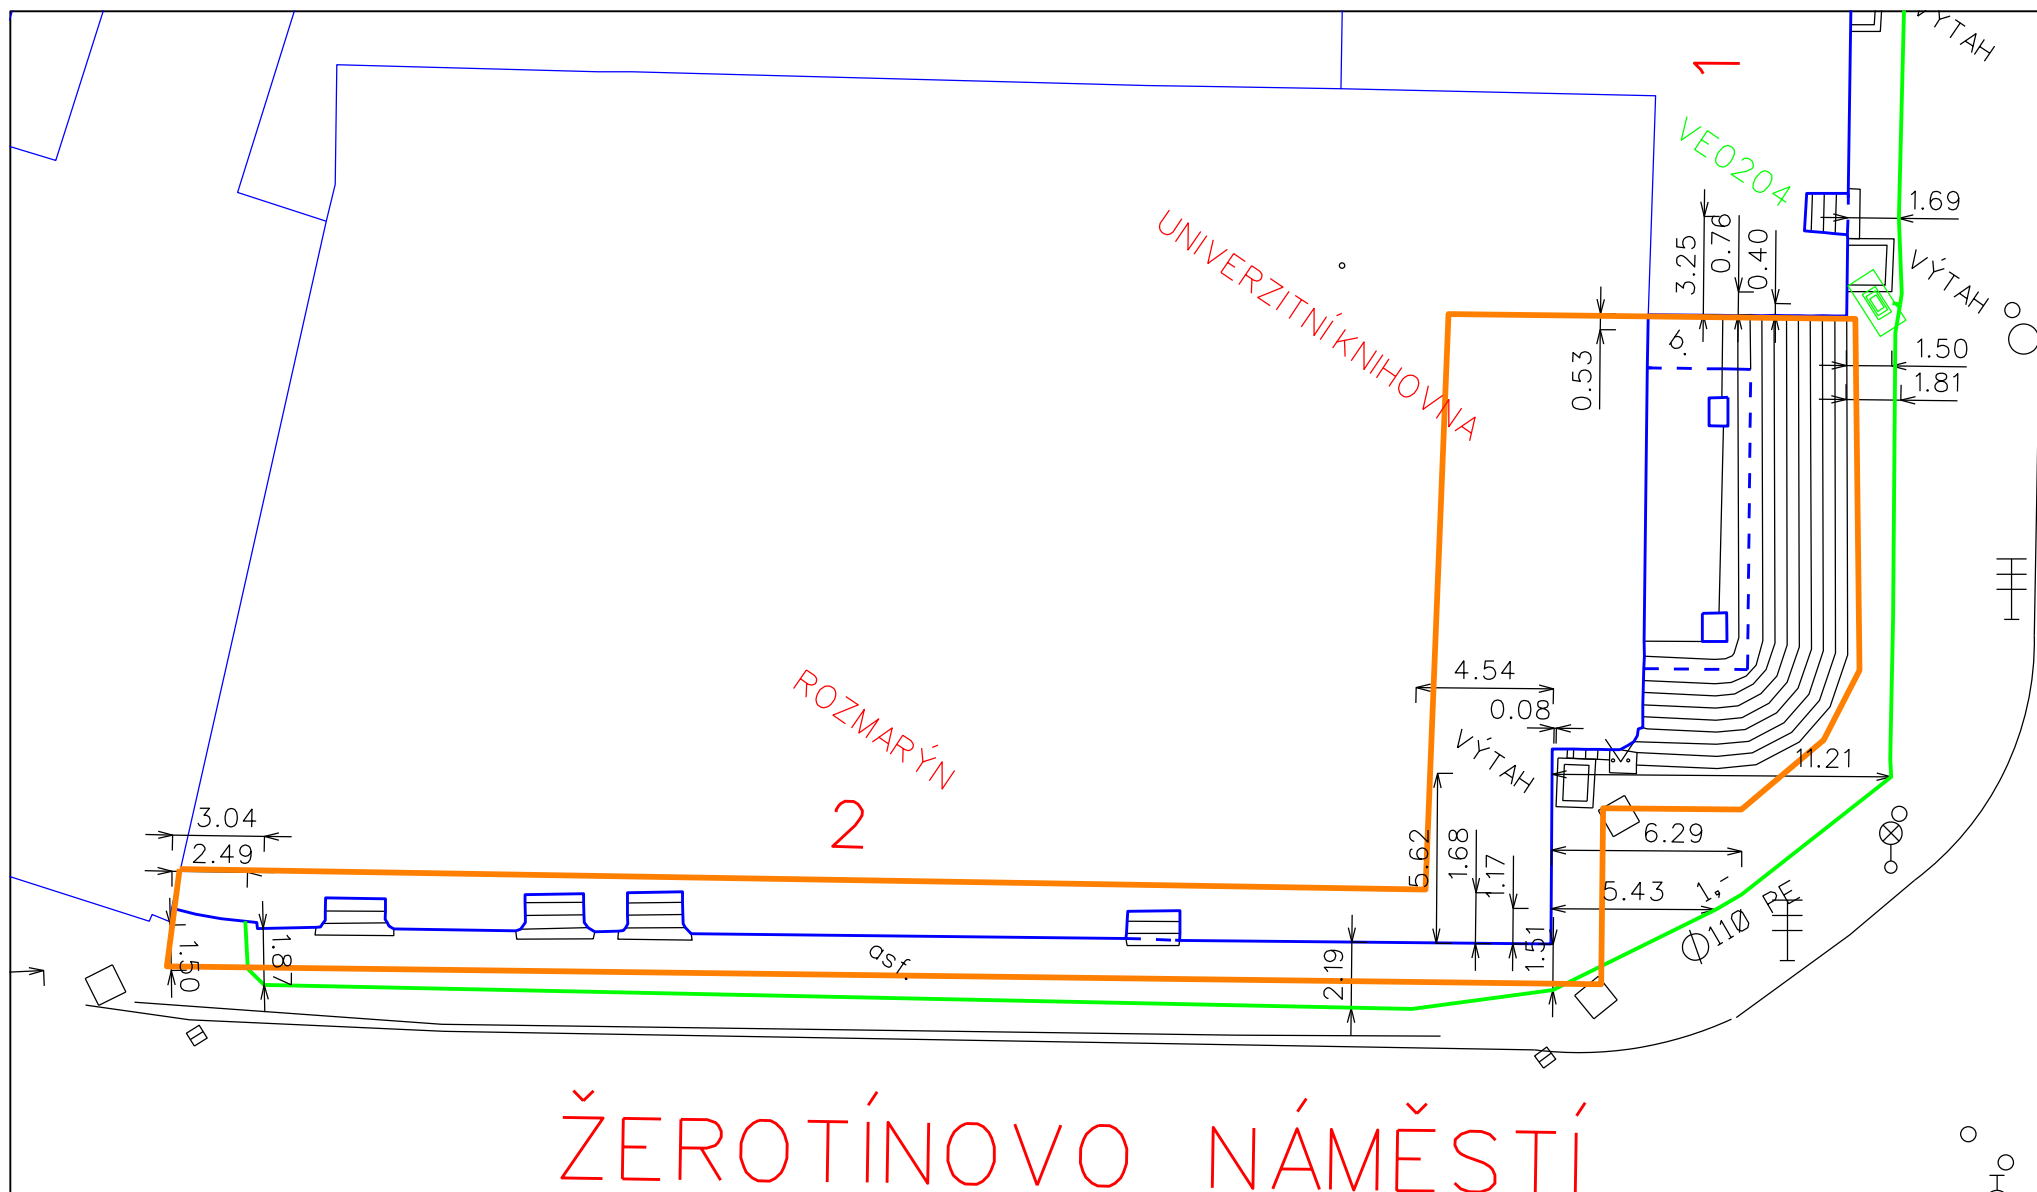 VÝTAH
1
VE0204
1.69
UNIVERZITNÍKNIHOVNA
3.25
0.76
0.40
VÝTAH
b.
0.53
1.50
1.81
ROZMARÝN
4.54
0.08
VÝTAH
11.21
2
3.04
2.49
5.62
1.68
1.17
6.29
5.43
1,-
Ø110 PE
1.50
1.87
asf.
2.19
1.51
ŽEROTÍNOVO NÁMĚSTÍ